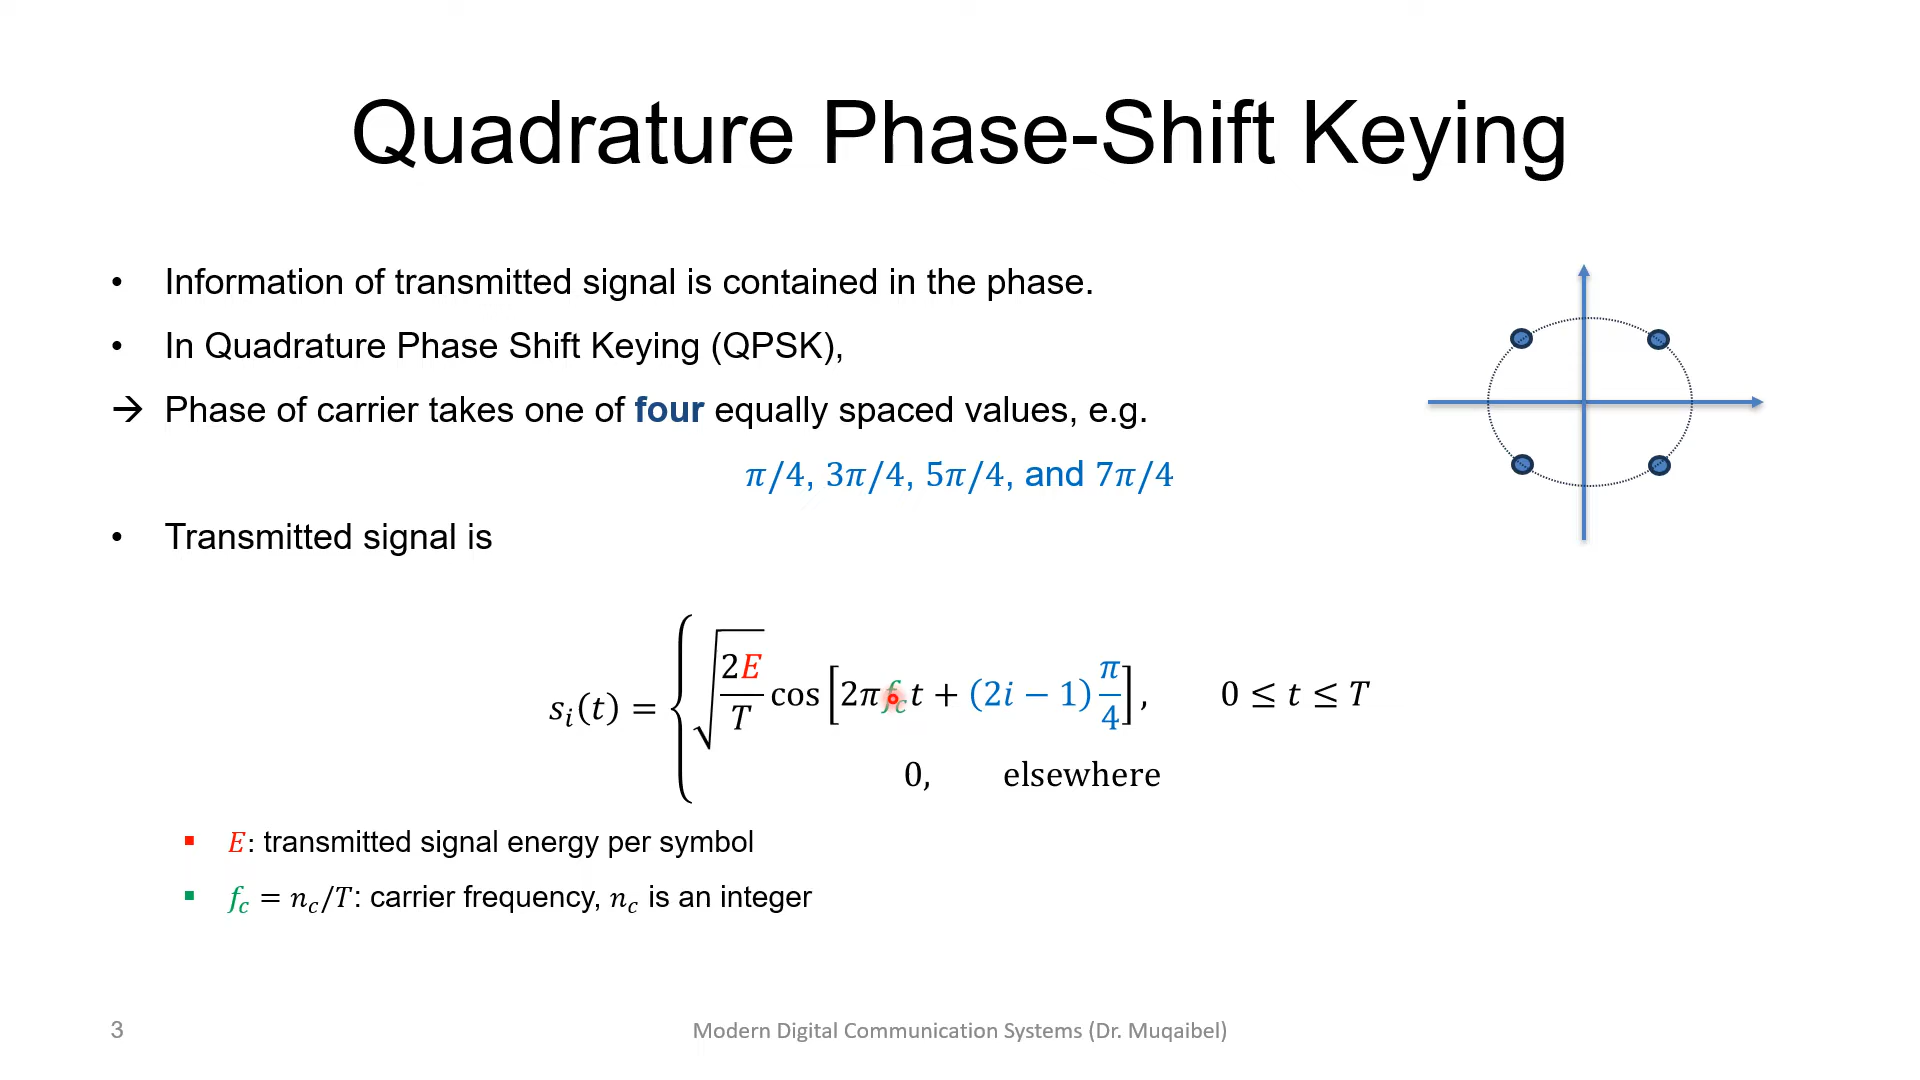 Quadrature Phase-Shift Keying
• Information of transmitted signal is contained in the phase.
• In Quadrature Phase Shift Keying (QPSK),
→ Phase of carrier takes one of four equally spaced values, e.g.
π/4, 3π/4, 5π/4, and 7π/4
• Transmitted signal is
s_i(t) = { √(2E/T) cos[2πf_c t + (2i − 1) π/4], 0 ≤ t ≤ T
0, elsewhere
▪ E: transmitted signal energy per symbol
▪ f_c = n_c/T: carrier frequency, n_c is an integer
3
Modern Digital Communication Systems (Dr. Muqaibel)